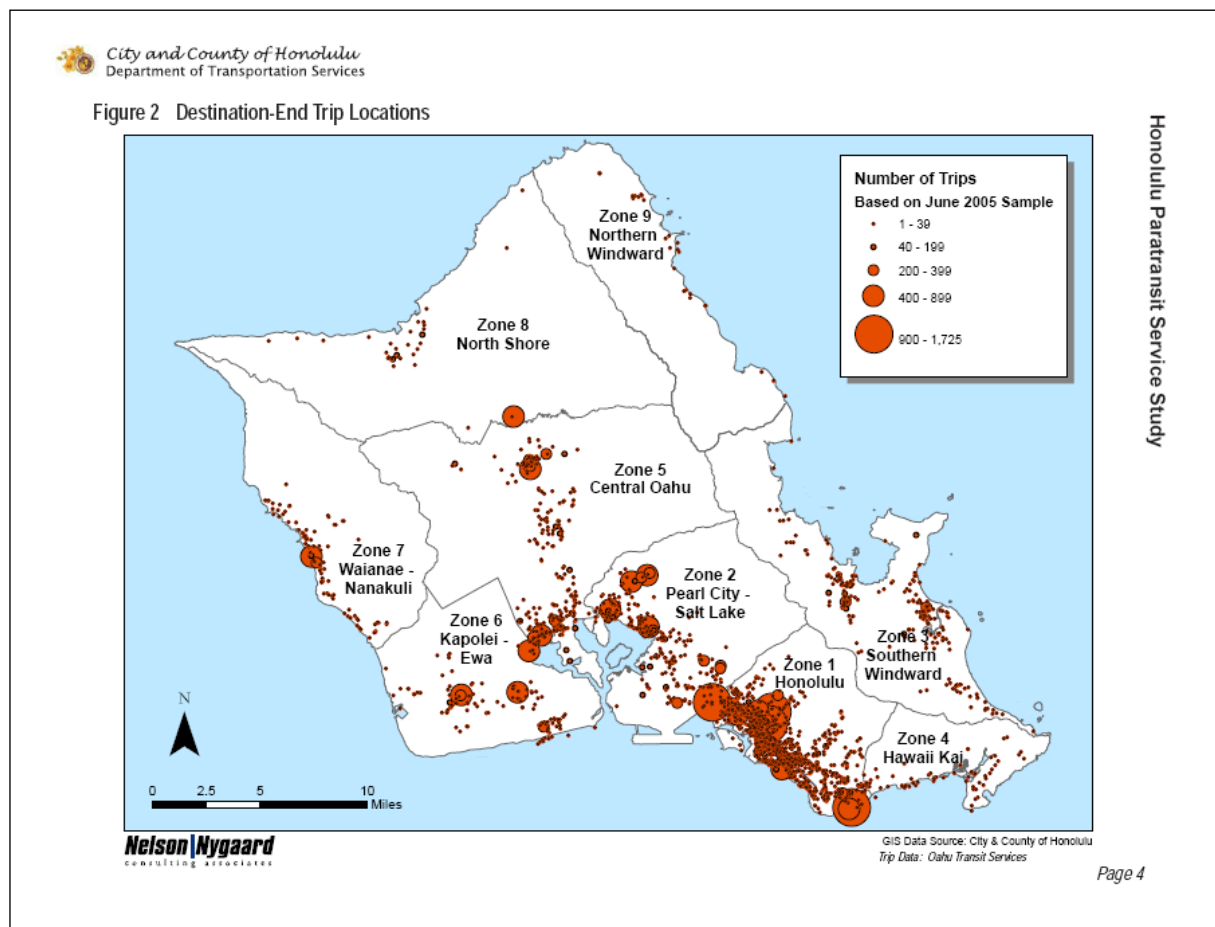 City and County of Honolulu
Department of Transportation Services
Figure 2 Destination-End Trip Locations
Honolulu Paratransit Service Study
Number of Trips
Based on June 2005 Sample
1 - 39
40 - 199
200 - 399
400 - 899
900 - 1,725
Zone 9
Northern
Windward
Zone 8
North Shore
Zone 5
Central Oahu
Zone 7
Waianae -
Nanakuli
Zone 2
Pearl City -
Salt Lake
Zone 6
Kapolei -
Ewa
Zone 3
Southern
Windward
Zone 1
Honolulu
Zone 4
Hawaii Kai
N
0 2.5 5 10
Miles
Nelson|Nygaard
consulting associates
GIS Data Source: City & County of Honolulu
Trip Data: Oahu Transit Services
Page 4